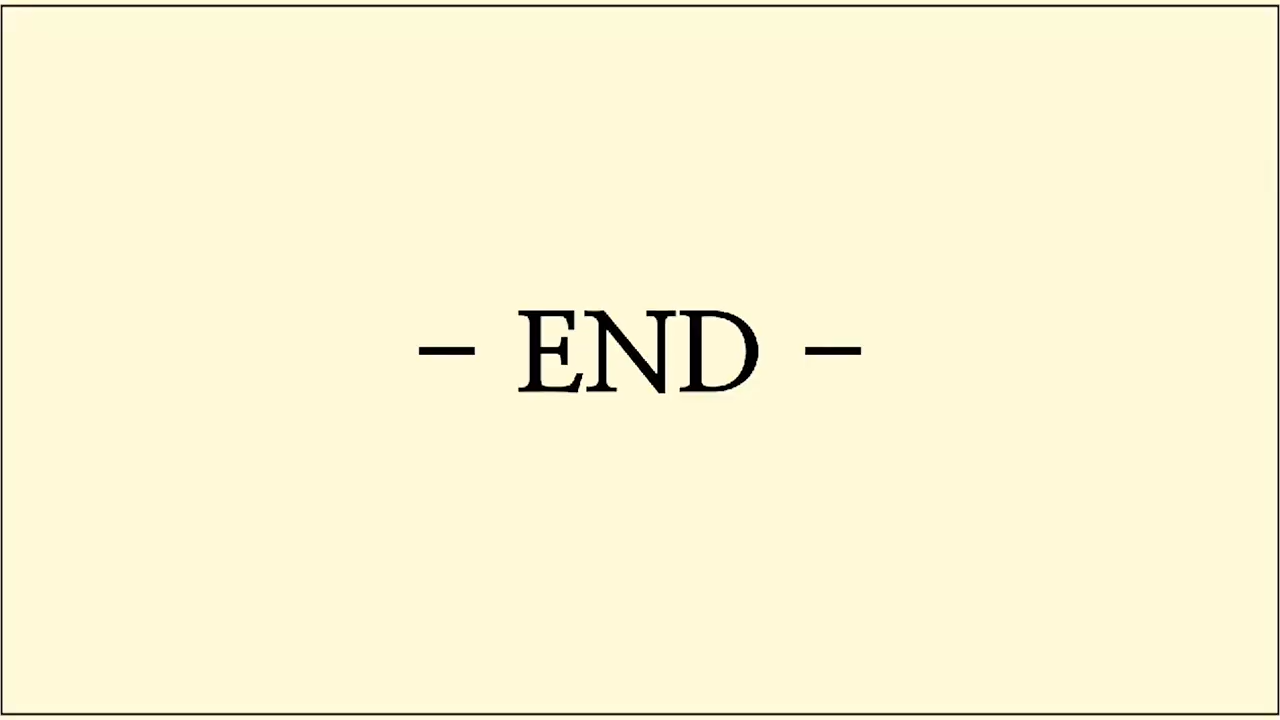 – END –